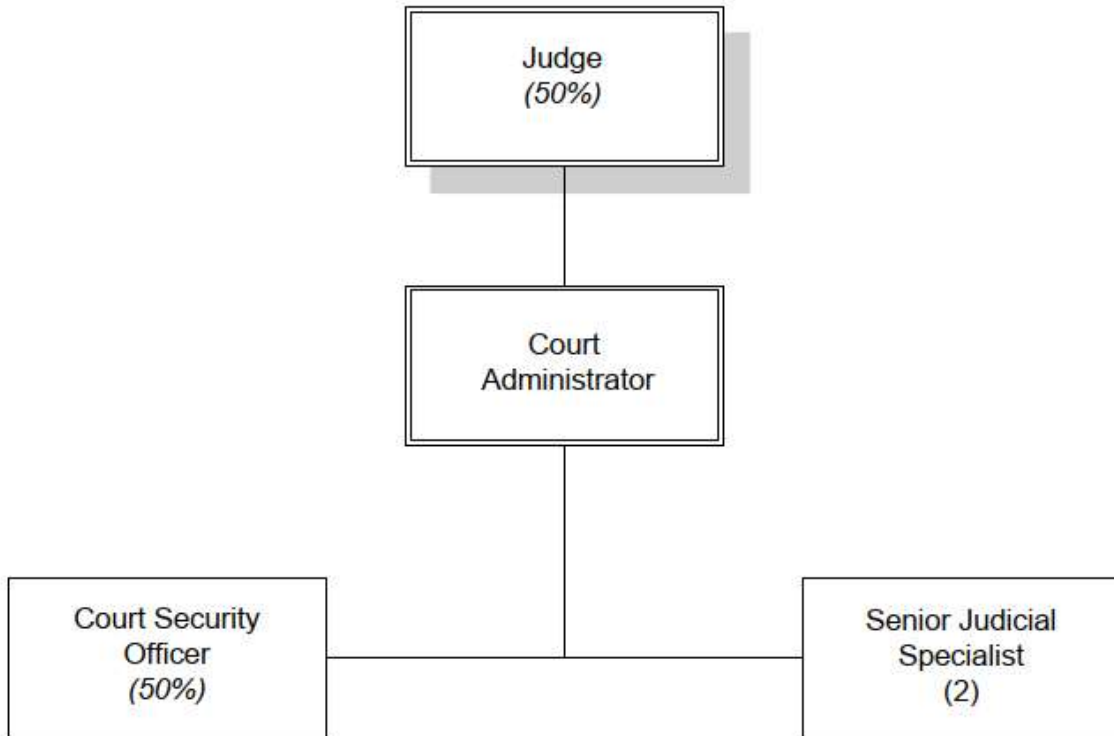 Judge
(50%)
Court
Administrator
Court Security
Officer
(50%)
Senior Judicial
Specialist
(2)